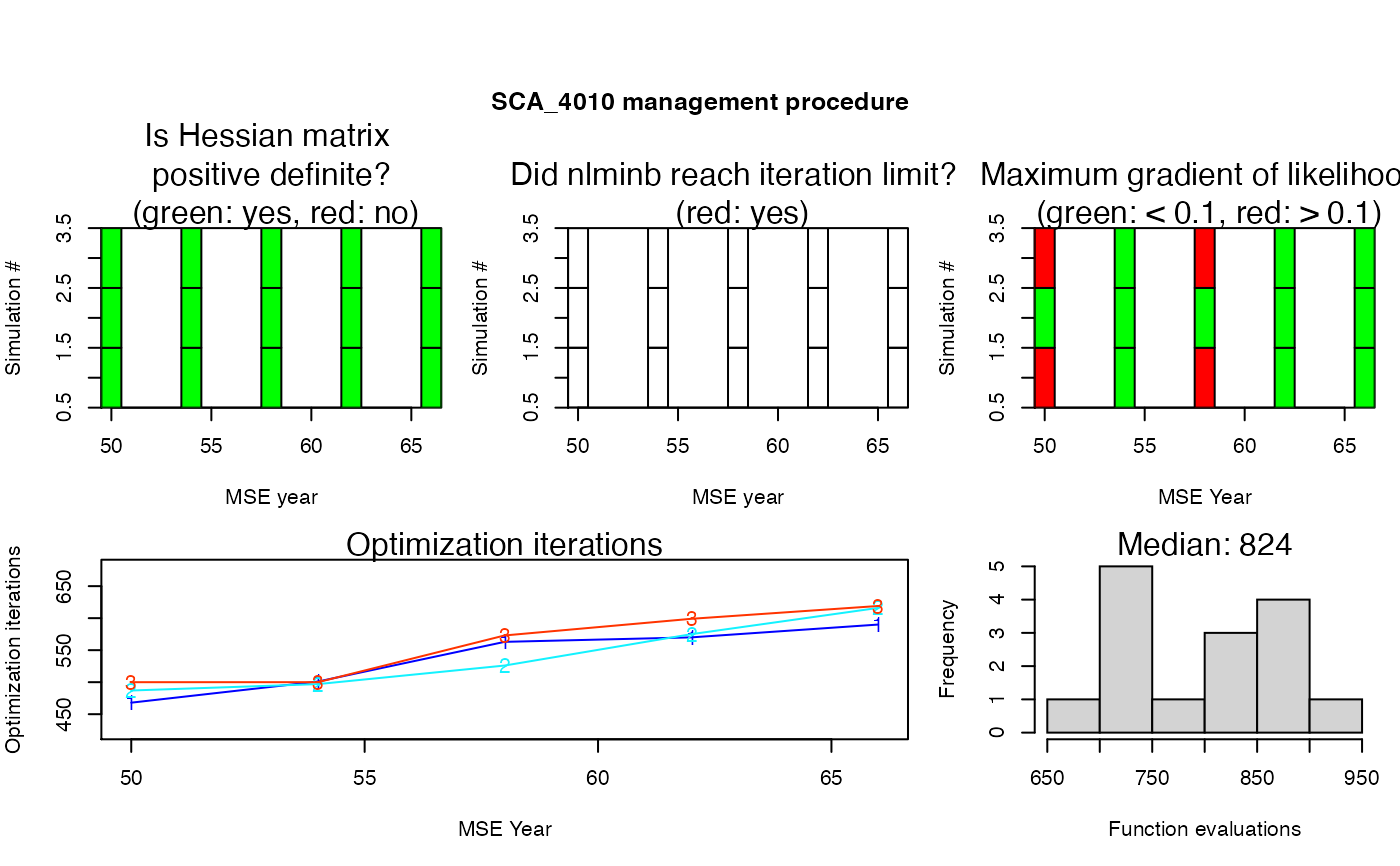 SCA_4010 management procedure
Is Hessian matrix
positive definite?
(green: yes, red: no)
Simulation #
3.5
2.5
1.5
0.5
50 55 60 65
MSE year
Did nlminb reach iteration limit?
(red: yes)
Simulation #
3.5
2.5
1.5
0.5
50 55 60 65
MSE year
Maximum gradient of likelihoo
(green: < 0.1, red: > 0.1)
Simulation #
3.5
2.5
1.5
0.5
50 55 60 65
MSE Year
Optimization iterations
Optimization iterations
650
550
450
3 3 3 3 3
2 2 2 2 2
1 1 1 1 1
50 55 60 65
MSE Year
Median: 824
Frequency
5
4
3
2
1
0
650 750 850 950
Function evaluations